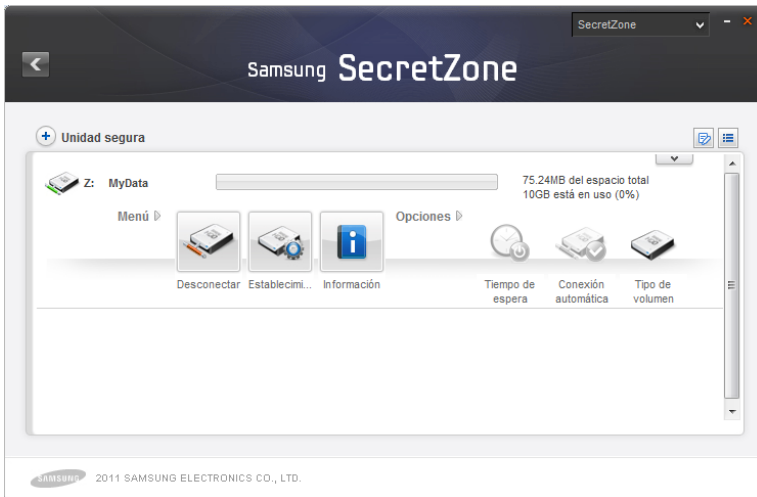 SecretZone
Samsung SecretZone
Unidad segura
Z: MyData
75.24MB del espacio total
10GB está en uso (0%)
Menú
Opciones
Desconectar Establecimi... Información
Tiempo de espera
Conexión automática
Tipo de volumen
SAMSUNG 2011 SAMSUNG ELECTRONICS CO., LTD.